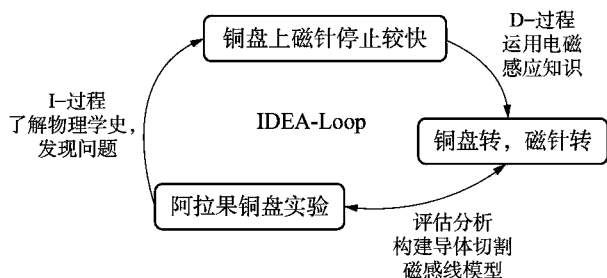 铜盘上磁针停止较快
D-过程
运用电磁
感应知识
I-过程
了解物理学史，
发现问题
IDEA-Loop
铜盘转，磁针转
阿拉果铜盘实验
评估分析
构建导体切割
磁感线模型